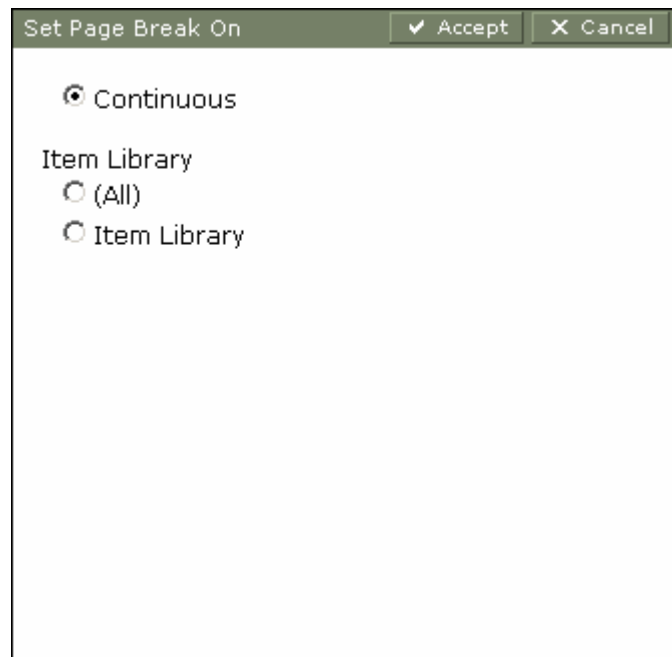 Set Page Break On ✔ Accept ✕ Cancel
Continuous
Item Library
(All)
Item Library